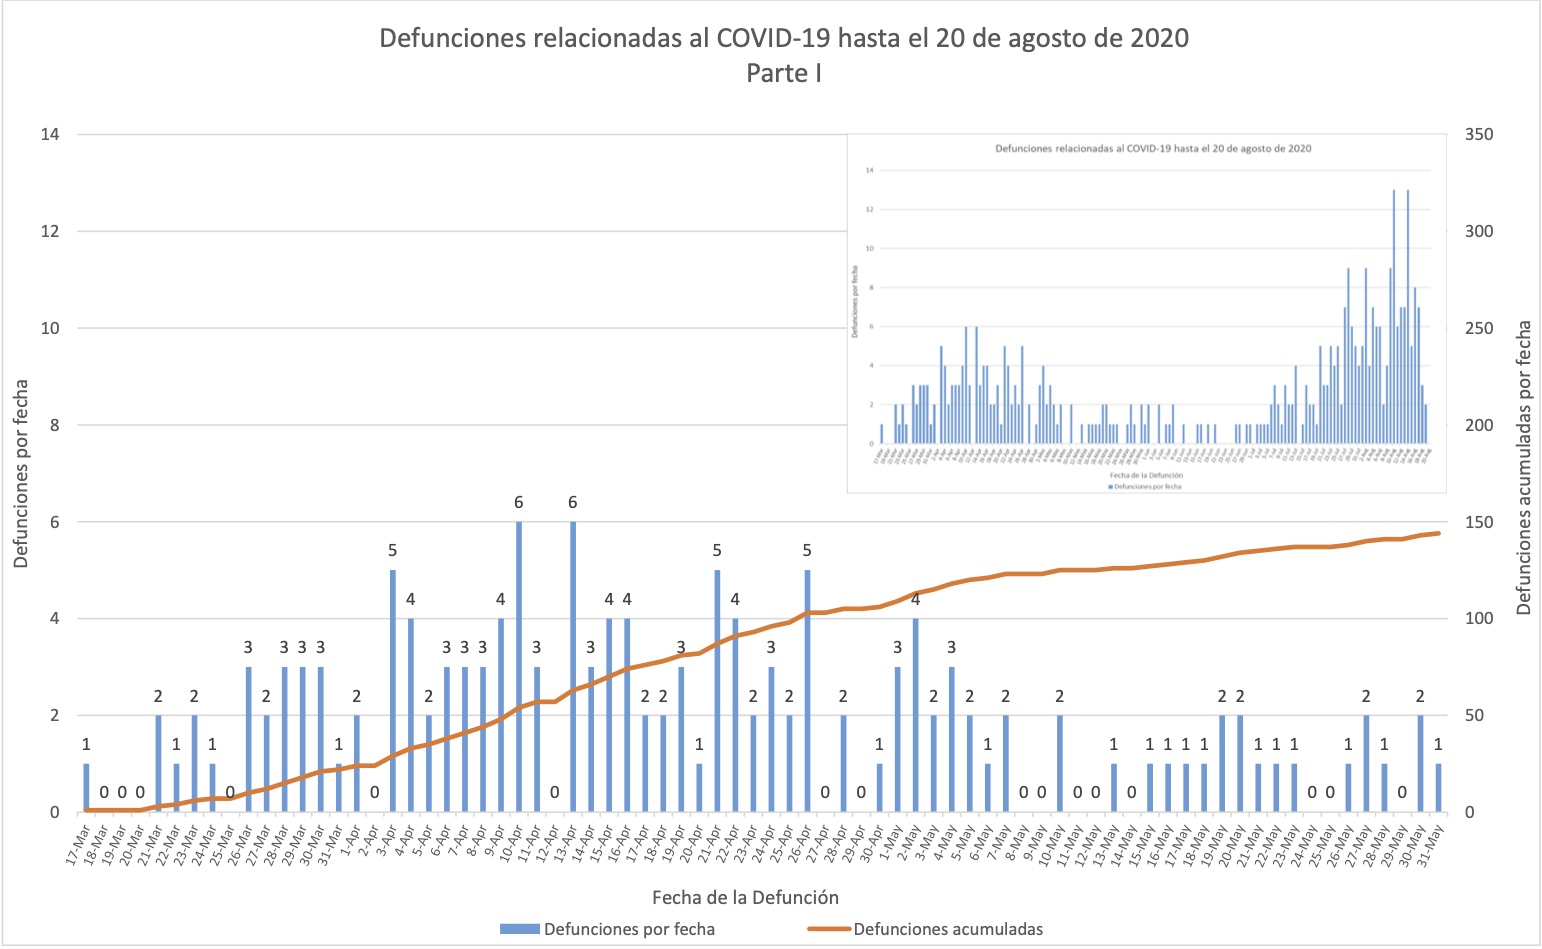 Defunciones relacionadas al COVID-19 hasta el 20 de agosto de 2020
Parte I
14
12
10
8
6
4
2
0
Defunciones por fecha
350
300
250
200
150
100
50
0
Defunciones acumuladas por fecha
Defunciones relacionadas al COVID-19 hasta el 20 de agosto de 2020
14
12
10
8
6
4
2
0
Defunciones por fecha
Fecha de la Defunción
Defunciones por fecha
1 0 0 0 2 1 2 1 0 3 2 3 3 3 1 2 0 5 4 2 3 3 3 4 6 3 0 6 3 4 4 2 2 3 1 5 4 2 3 2 5 0 2 0 1 3 4 2 3 2 1 2 0 0 2 0 0 1 0 1 1 1 1 2 2 1 1 1 0 0 1 2 1 0 2 1
17-Mar 18-Mar 19-Mar 20-Mar 21-Mar 22-Mar 23-Mar 24-Mar 25-Mar 26-Mar 27-Mar 28-Mar 29-Mar 30-Mar 31-Mar 1-Apr 2-Apr 3-Apr 4-Apr 5-Apr 6-Apr 7-Apr 8-Apr 9-Apr 10-Apr 11-Apr 12-Apr 13-Apr 14-Apr 15-Apr 16-Apr 17-Apr 18-Apr 19-Apr 20-Apr 21-Apr 22-Apr 23-Apr 24-Apr 25-Apr 26-Apr 27-Apr 28-Apr 29-Apr 30-Apr 1-May 2-May 3-May 4-May 5-May 6-May 7-May 8-May 9-May 10-May 11-May 12-May 13-May 14-May 15-May 16-May 17-May 18-May 19-May 20-May 21-May 22-May 23-May 24-May 25-May 26-May 27-May 28-May 29-May 30-May 31-May
Fecha de la Defunción
Defunciones por fecha
Defunciones acumuladas